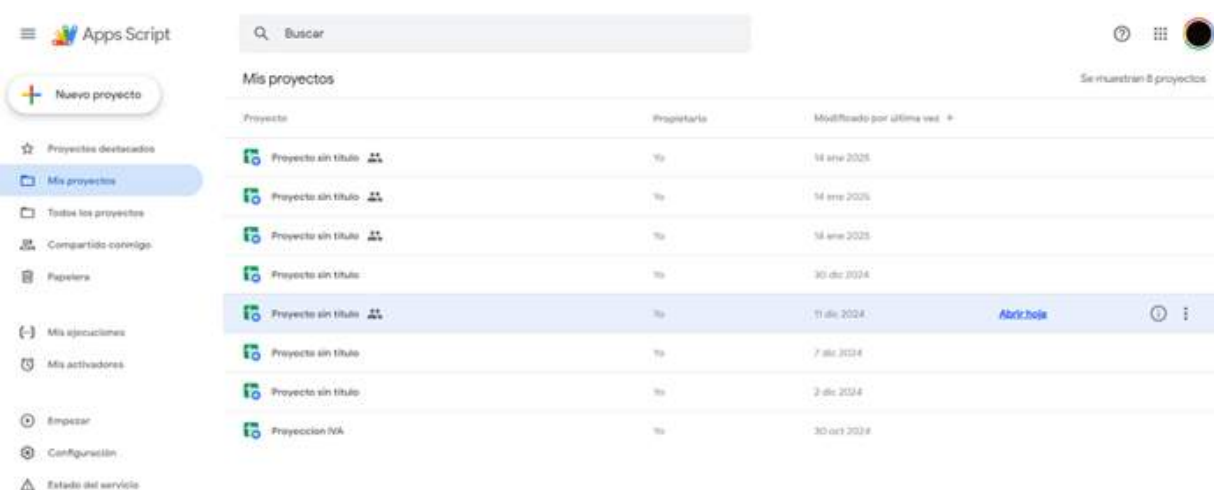 Apps Script
Buscar
Nuevo proyecto
Mis proyectos
Se muestran 8 proyectos
Proyecto Propietario Modificado por última vez
Proyectos destacados
Mis proyectos
Todos los proyectos
Compartido conmigo
Papelera
Mis ejecuciones
Mis activadores
Empezar
Configuración
Estado del servicio
Proyecto sin título Yo 14 ene 2025
Proyecto sin título Yo 14 ene 2025
Proyecto sin título Yo 14 ene 2025
Proyecto sin título Yo 30 dic 2024
Proyecto sin título Yo 11 dic 2024 Abrir hoja
Proyecto sin título Yo 7 dic 2024
Proyecto sin título Yo 2 dic 2024
Proyeccion IVA Yo 30 oct 2024